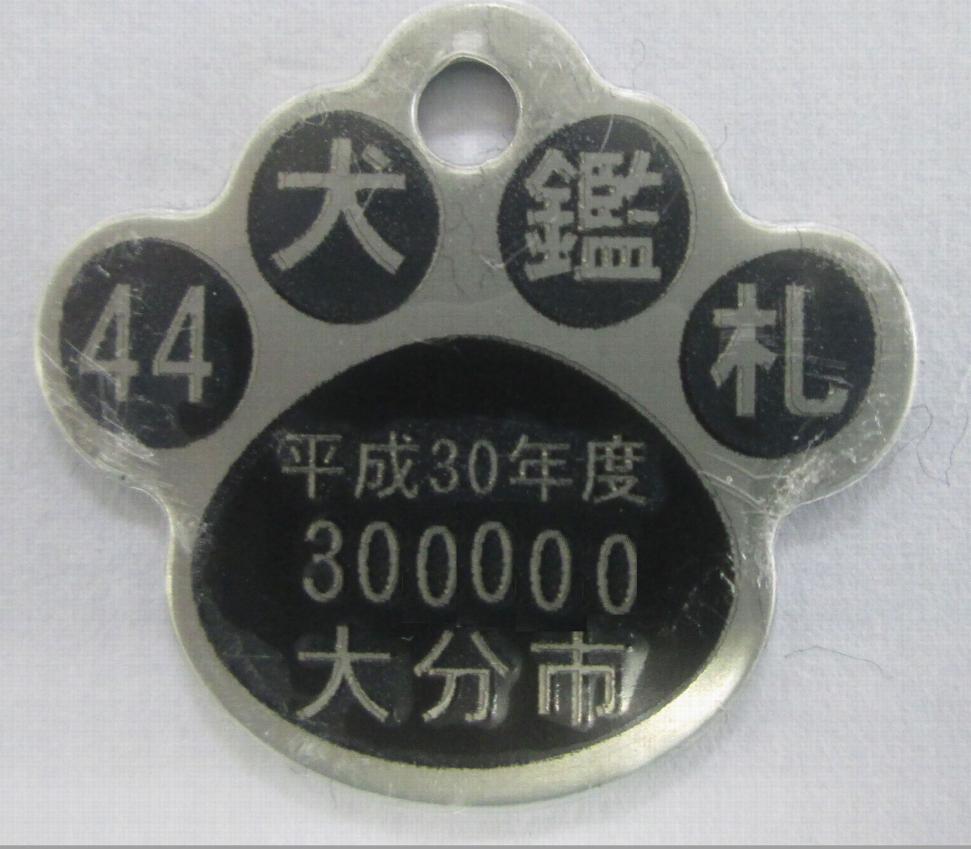 44 犬鑑札
平成30年度
300000
大分市